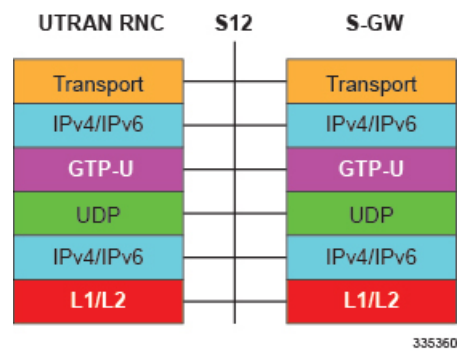 UTRAN RNC S12 S-GW
Transport Transport
IPv4/IPv6 IPv4/IPv6
GTP-U GTP-U
UDP UDP
IPv4/IPv6 IPv4/IPv6
L1/L2 L1/L2
335360